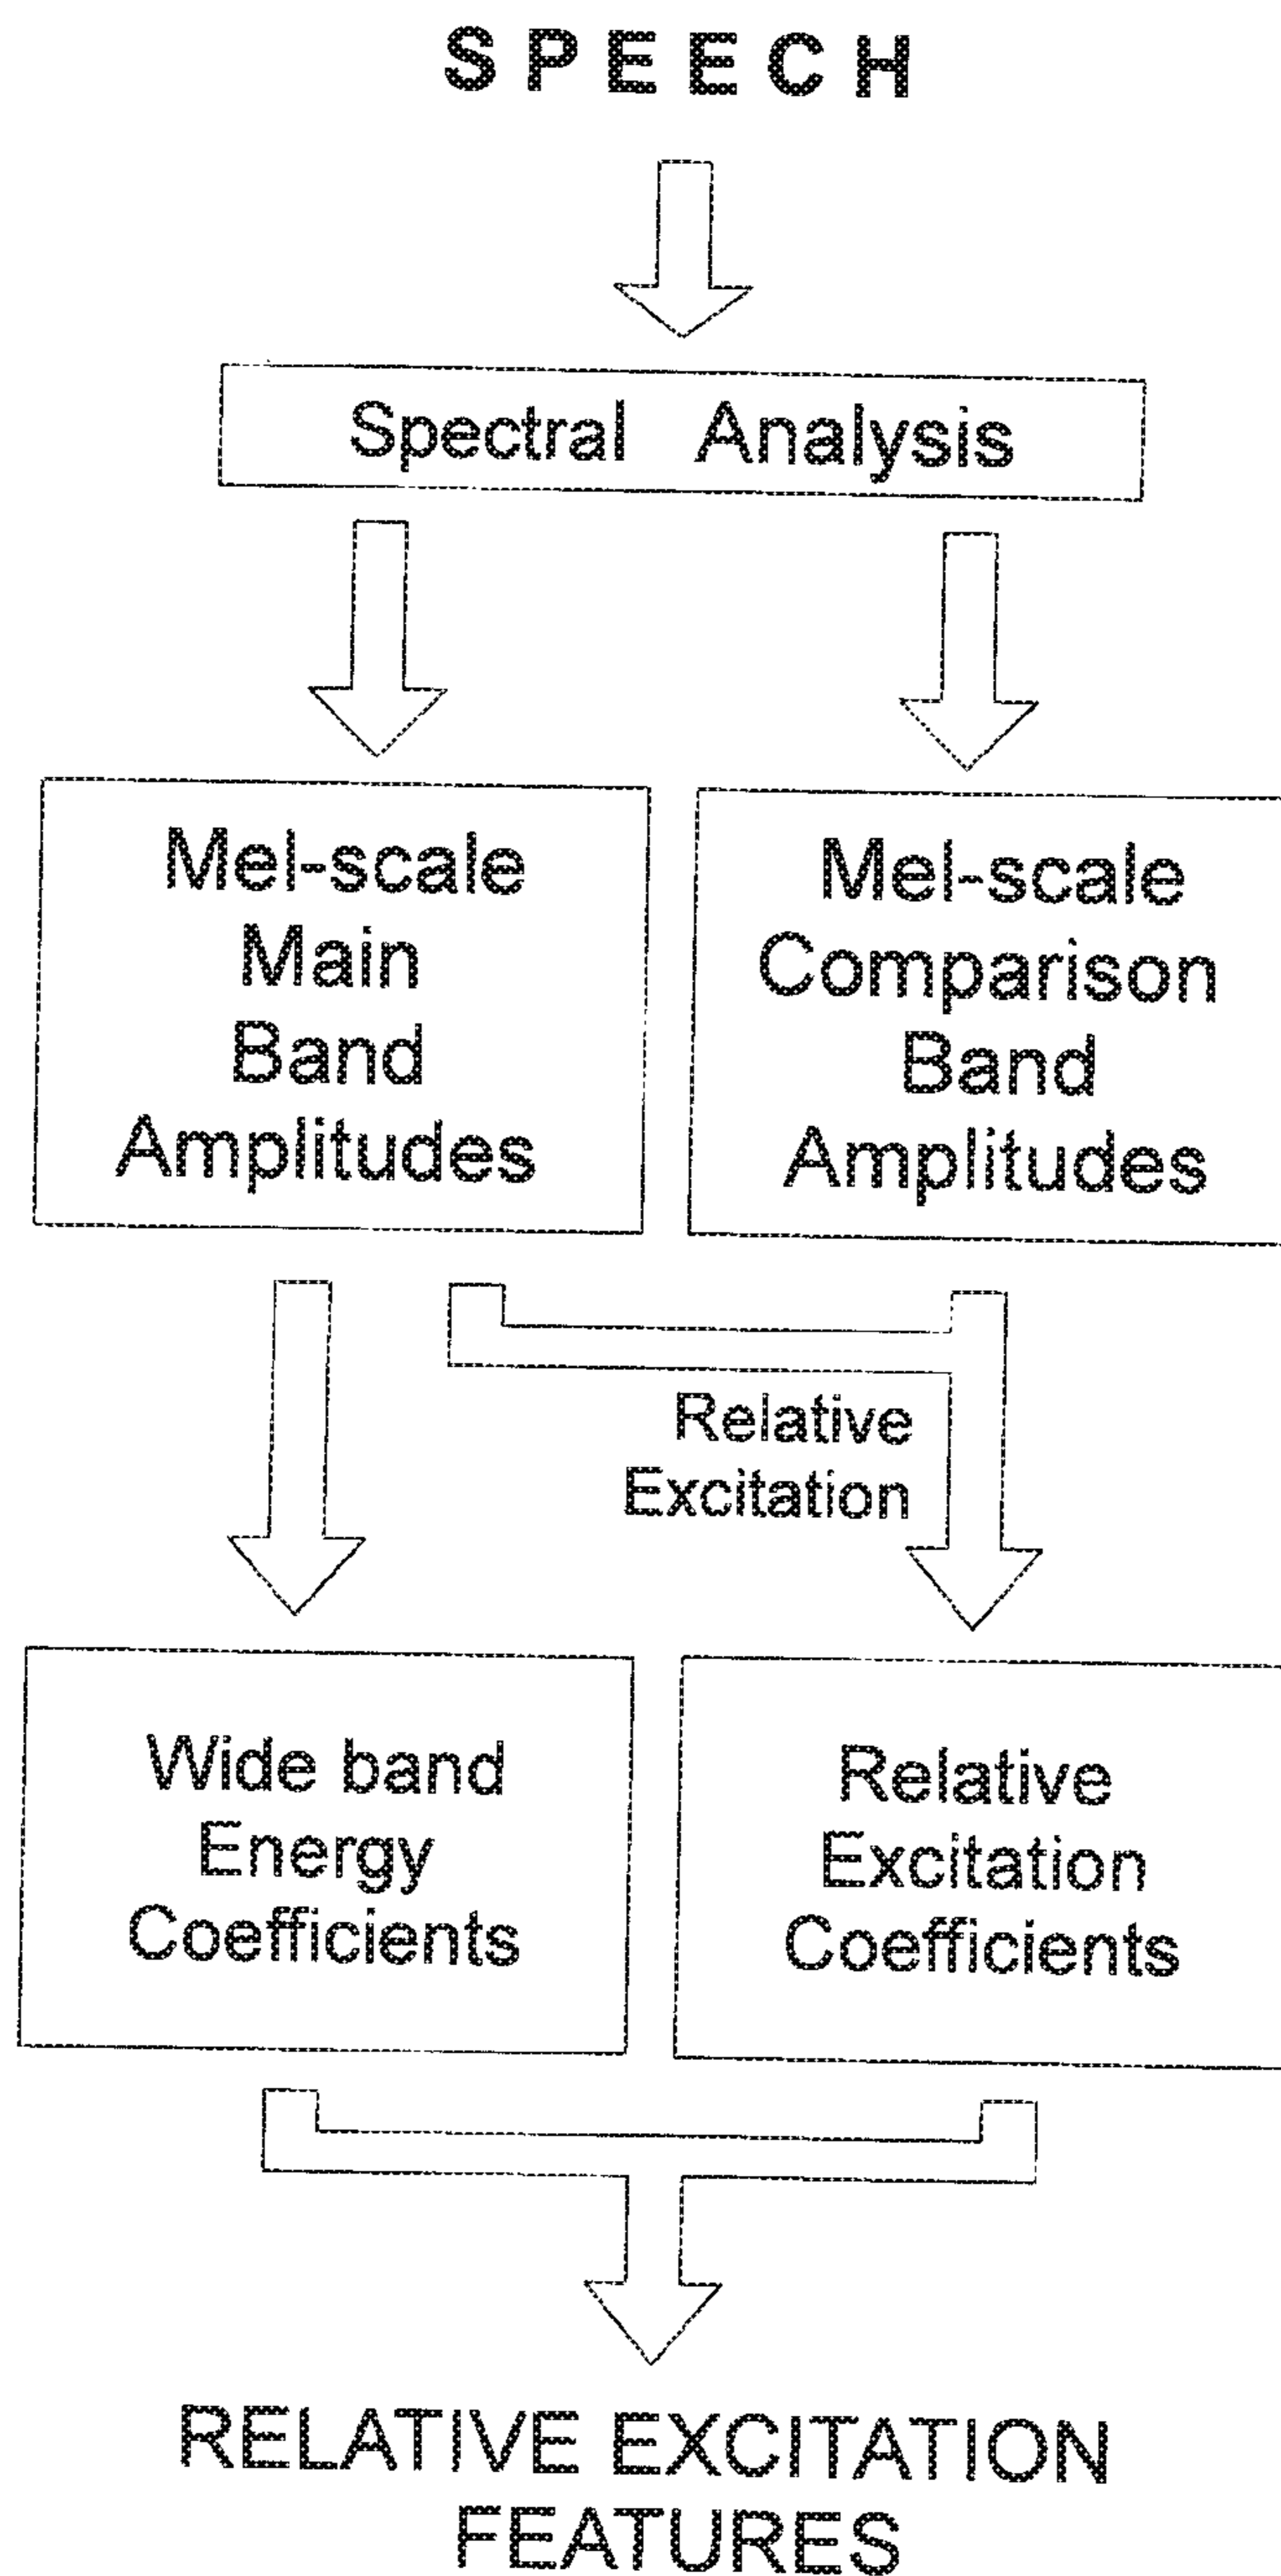 SPEECH
Spectral Analysis
Mel-scale
Main
Band
Amplitudes
Mel-scale
Comparison
Band
Amplitudes
Relative
Excitation
Wide band
Energy
Coefficients
Relative
Excitation
Coefficients
RELATIVE EXCITATION
FEATURES